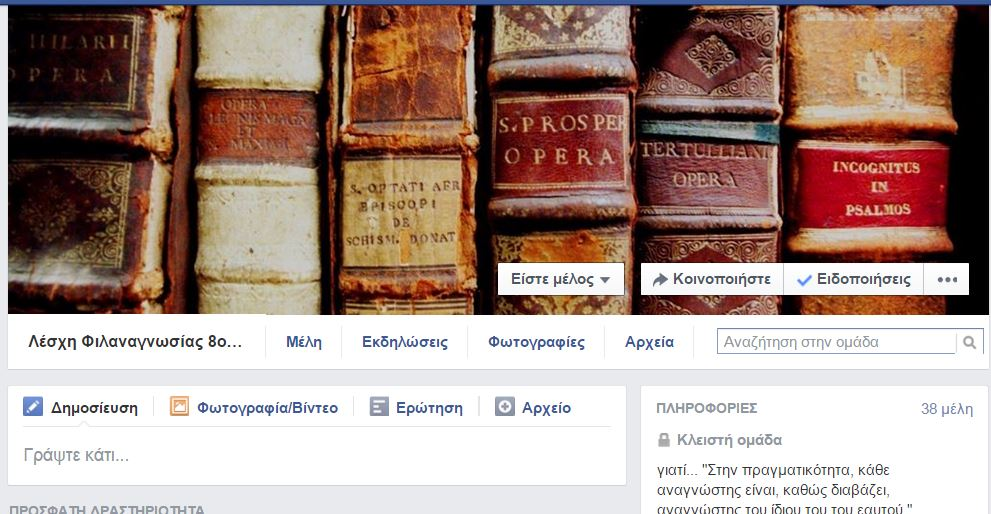 HILARII
OPERA
OPERA
LEONIS MAGNI
ET
MAXIMI
S. OPTATI AFR
EPISCOPI
DE
SCHISM. DONAT
S. PROSPER
OPERA
TERTULLIANI
OPERA
INCOGNITUS
IN
PSALMOS
Είστε μέλος
Κοινοποιήστε
Ειδοποιήσεις
Λέσχη Φιλαναγνωσίας 8ο...
Μέλη
Εκδηλώσεις
Φωτογραφίες
Αρχεία
Αναζήτηση στην ομάδα
Δημοσίευση
Φωτογραφία/Βίντεο
Ερώτηση
Αρχείο
Γράψτε κάτι...
ΠΡΟΣΦΑΤΗ ΔΡΑΣΤΗΡΙΟΤΗΤΑ
ΠΛΗΡΟΦΟΡΙΕΣ 38 μέλη
Κλειστή ομάδα
γιατί... "Στην πραγματικότητα, κάθε
αναγνώστης είναι, καθώς διαβάζει,
αναγνώστης του ίδιου του του εαυτού."